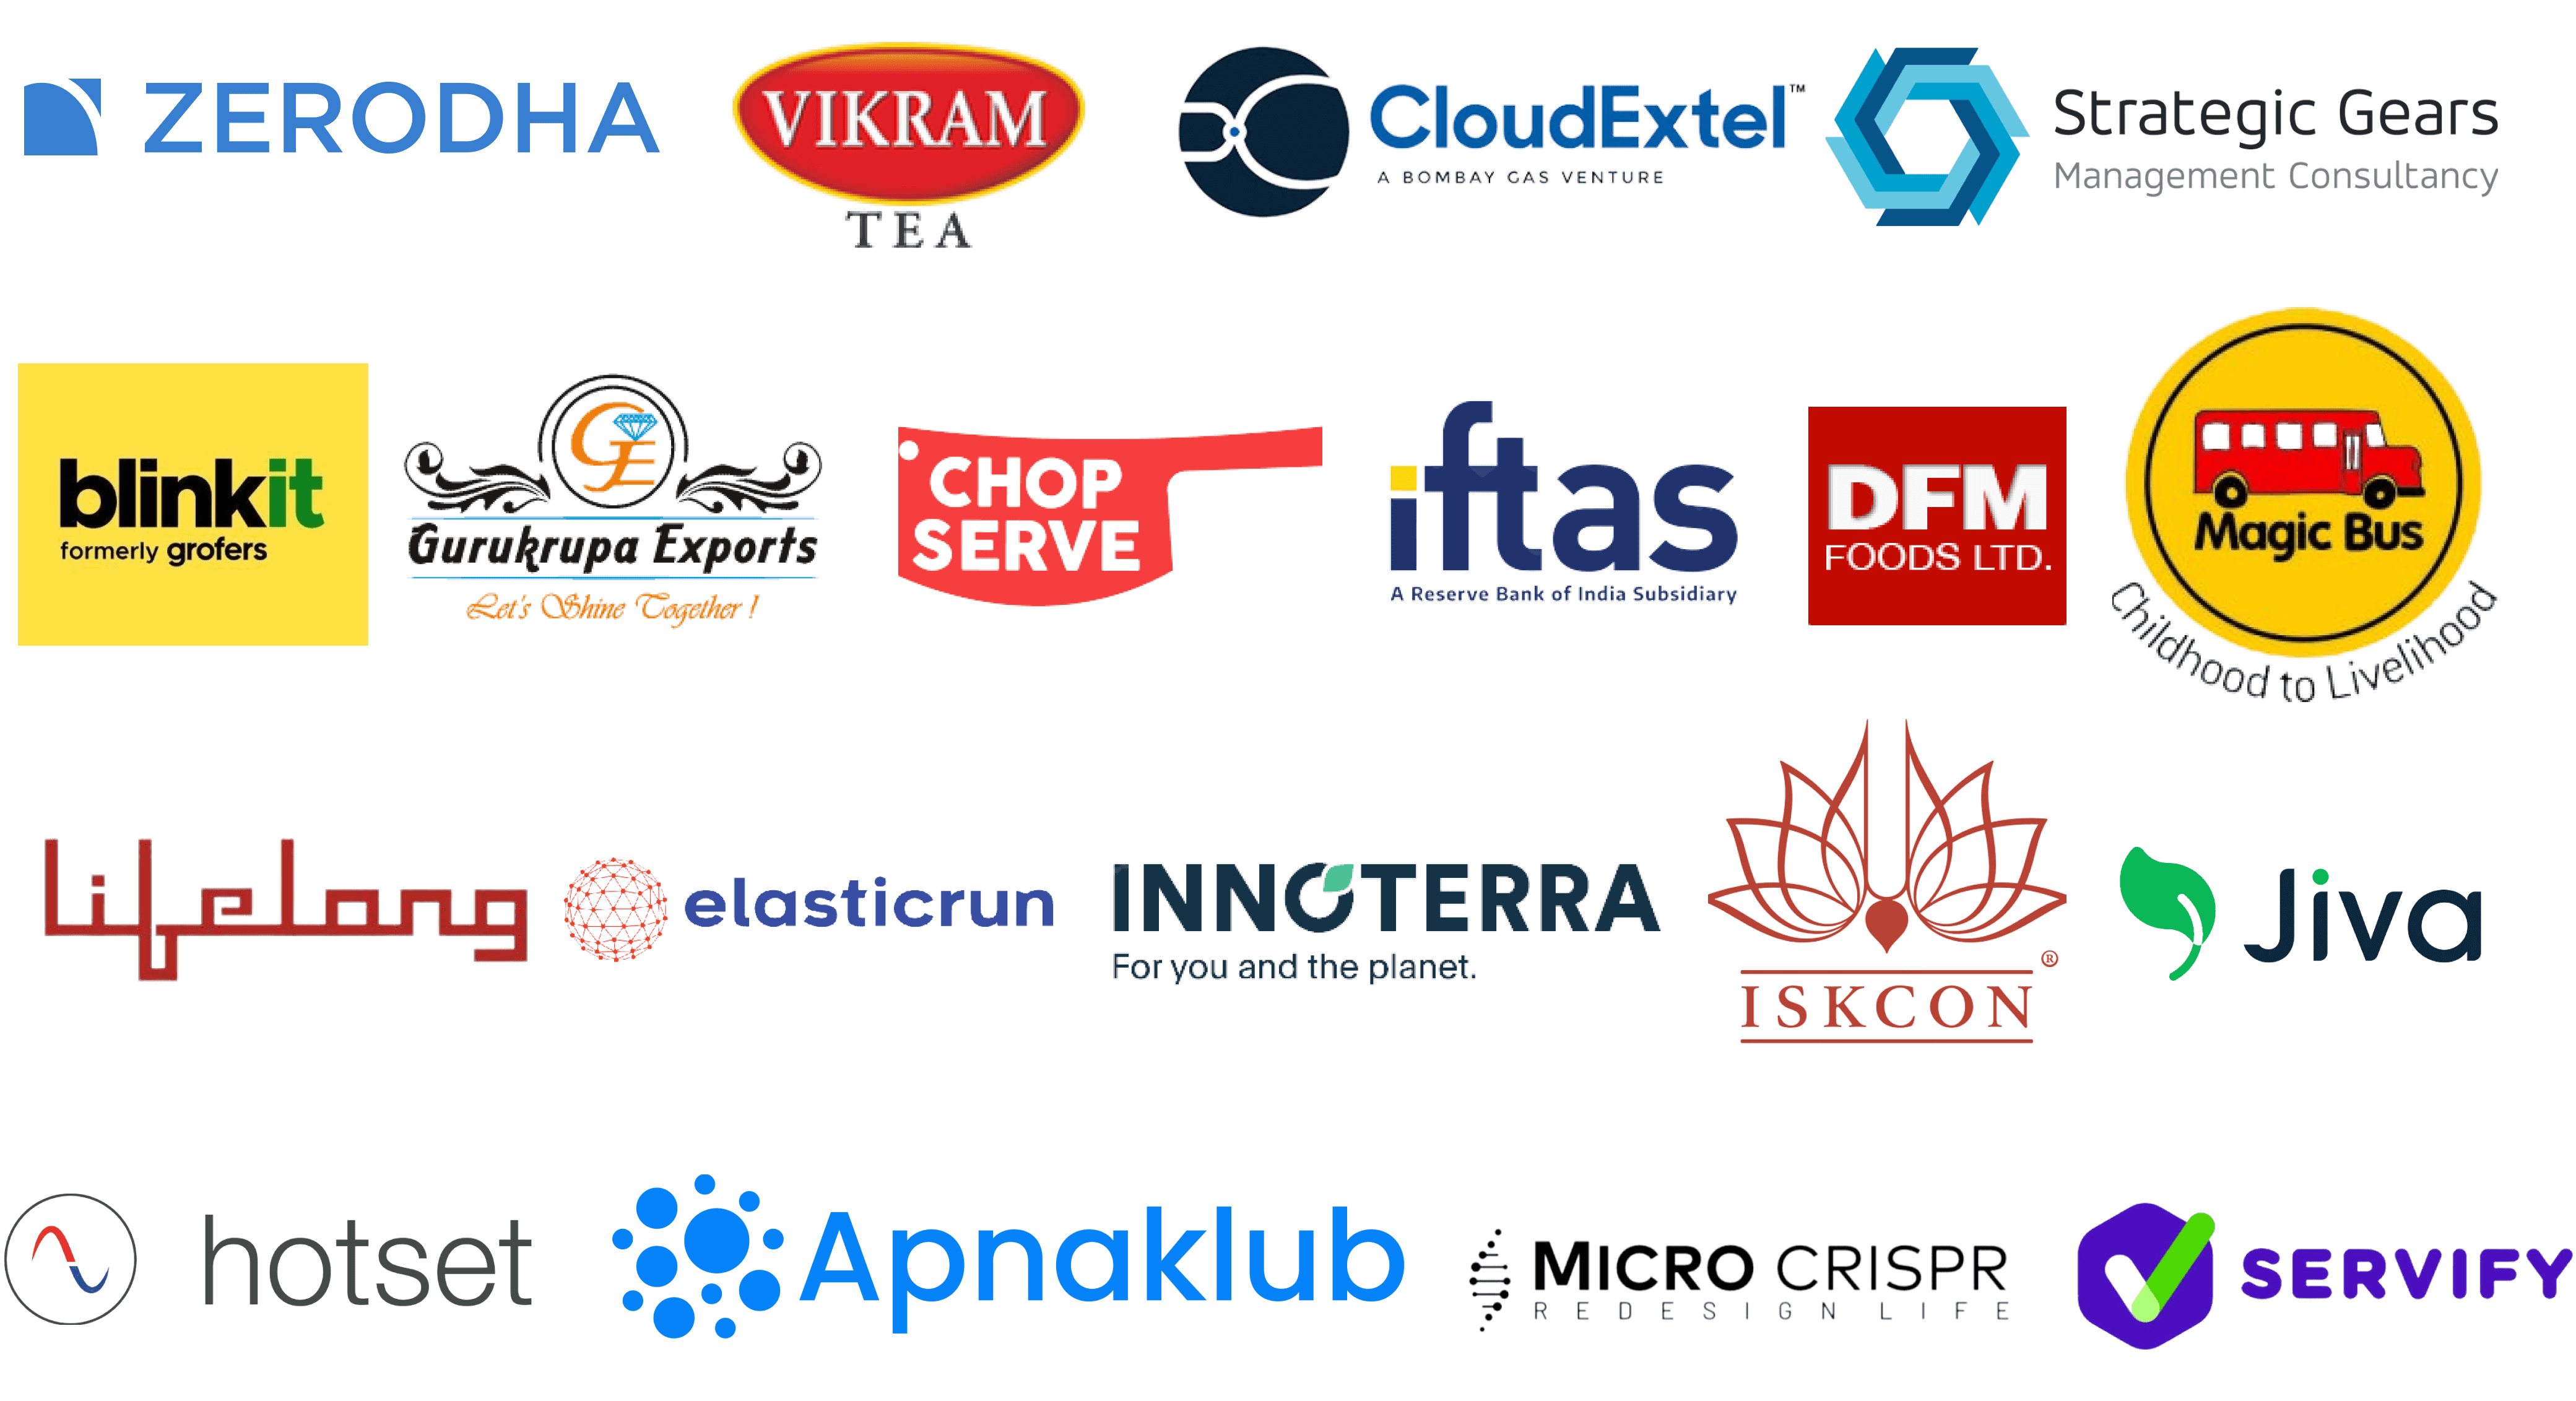 ZERODHA
VIKRAM
TEA
CloudExtel™
A BOMBAY GAS VENTURE
Strategic Gears
Management Consultancy
blinkit
formerly grofers
GE
Gurukrupa Exports
Let's Shine Together !
CHOP
SERVE
iftas
A Reserve Bank of India Subsidiary
DFM
FOODS LTD.
Magic Bus
Childhood to Livelihood
Lifelong
elasticrun
INNOTERRA
For you and the planet.
ISKCON®
Jiva
hotset
Apnaklub
MICRO CRISPR
REDESIGN LIFE
SERVIFY